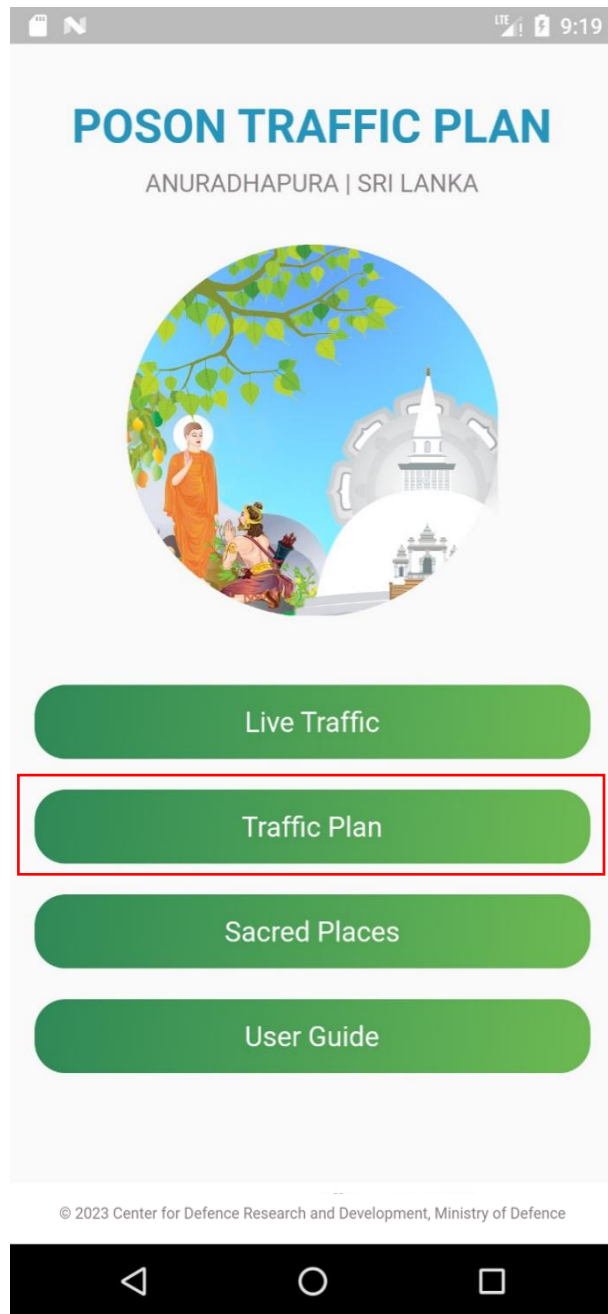 LTE 9:19
POSON TRAFFIC PLAN
ANURADHAPURA | SRI LANKA
Live Traffic
Traffic Plan
Sacred Places
User Guide
© 2023 Center for Defence Research and Development, Ministry of Defence